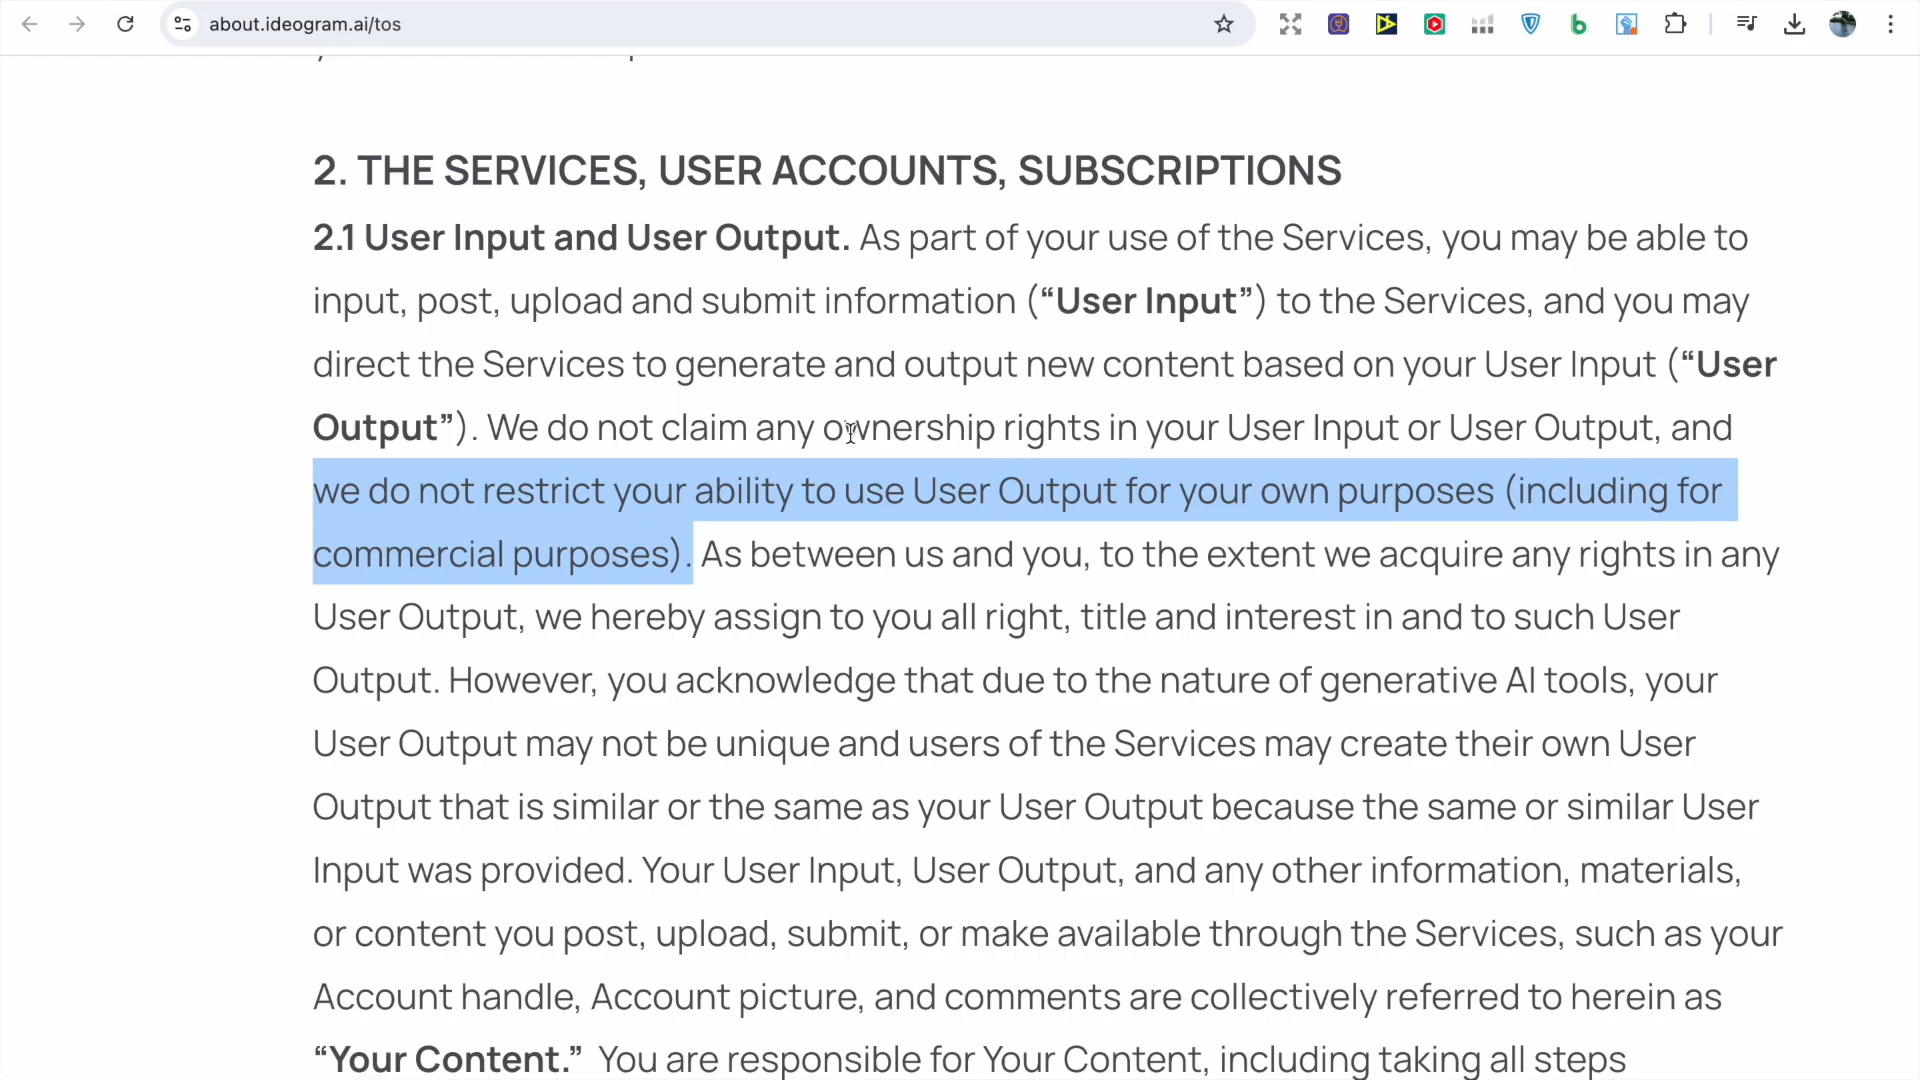 about.ideogram.ai/tos
2. THE SERVICES, USER ACCOUNTS, SUBSCRIPTIONS
2.1 User Input and User Output. As part of your use of the Services, you may be able to
input, post, upload and submit information (“User Input”) to the Services, and you may
direct the Services to generate and output new content based on your User Input (“User
Output”). We do not claim any ownership rights in your User Input or User Output, and
we do not restrict your ability to use User Output for your own purposes (including for
commercial purposes). As between us and you, to the extent we acquire any rights in any
User Output, we hereby assign to you all right, title and interest in and to such User
Output. However, you acknowledge that due to the nature of generative AI tools, your
User Output may not be unique and users of the Services may create their own User
Output that is similar or the same as your User Output because the same or similar User
Input was provided. Your User Input, User Output, and any other information, materials,
or content you post, upload, submit, or make available through the Services, such as your
Account handle, Account picture, and comments are collectively referred to herein as
“Your Content.” You are responsible for Your Content, including taking all steps